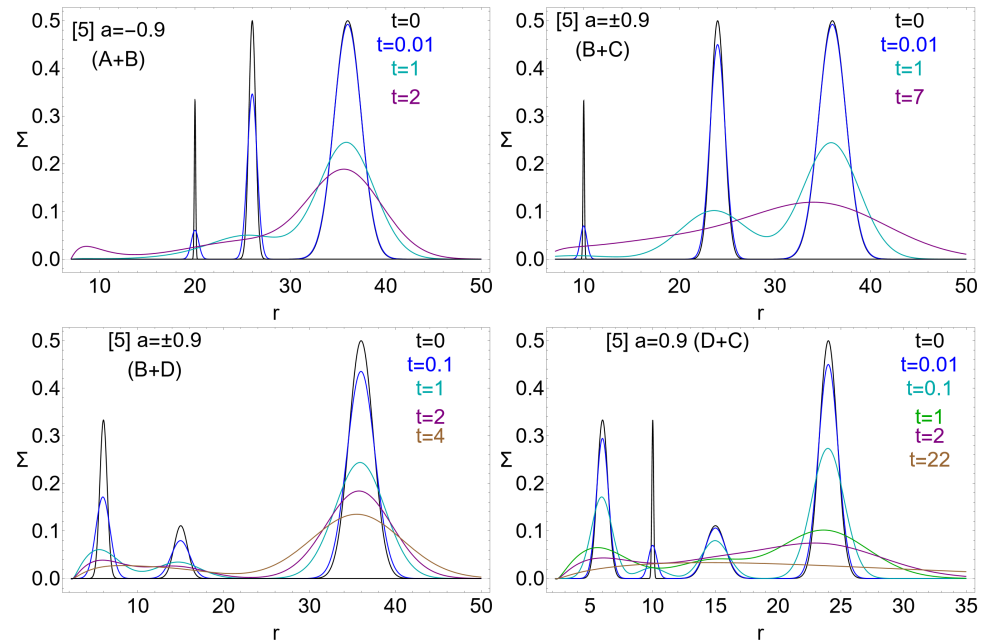 [5] a=−0.9
(A+B)
t=0
t=0.01
t=1
t=2
Σ
0.5
0.4
0.3
0.2
0.1
0.0
10
20
30
40
50
r
[5] a=±0.9
(B+C)
t=0
t=0.01
t=1
t=7
Σ
0.5
0.4
0.3
0.2
0.1
0.0
10
20
30
40
50
r
[5] a=±0.9
(B+D)
t=0
t=0.1
t=1
t=2
t=4
Σ
0.5
0.4
0.3
0.2
0.1
0.0
10
20
30
40
50
r
[5] a=0.9 (D+C)
t=0
t=0.01
t=0.1
t=1
t=2
t=22
Σ
0.5
0.4
0.3
0.2
0.1
0.0
5
10
15
20
25
30
35
r